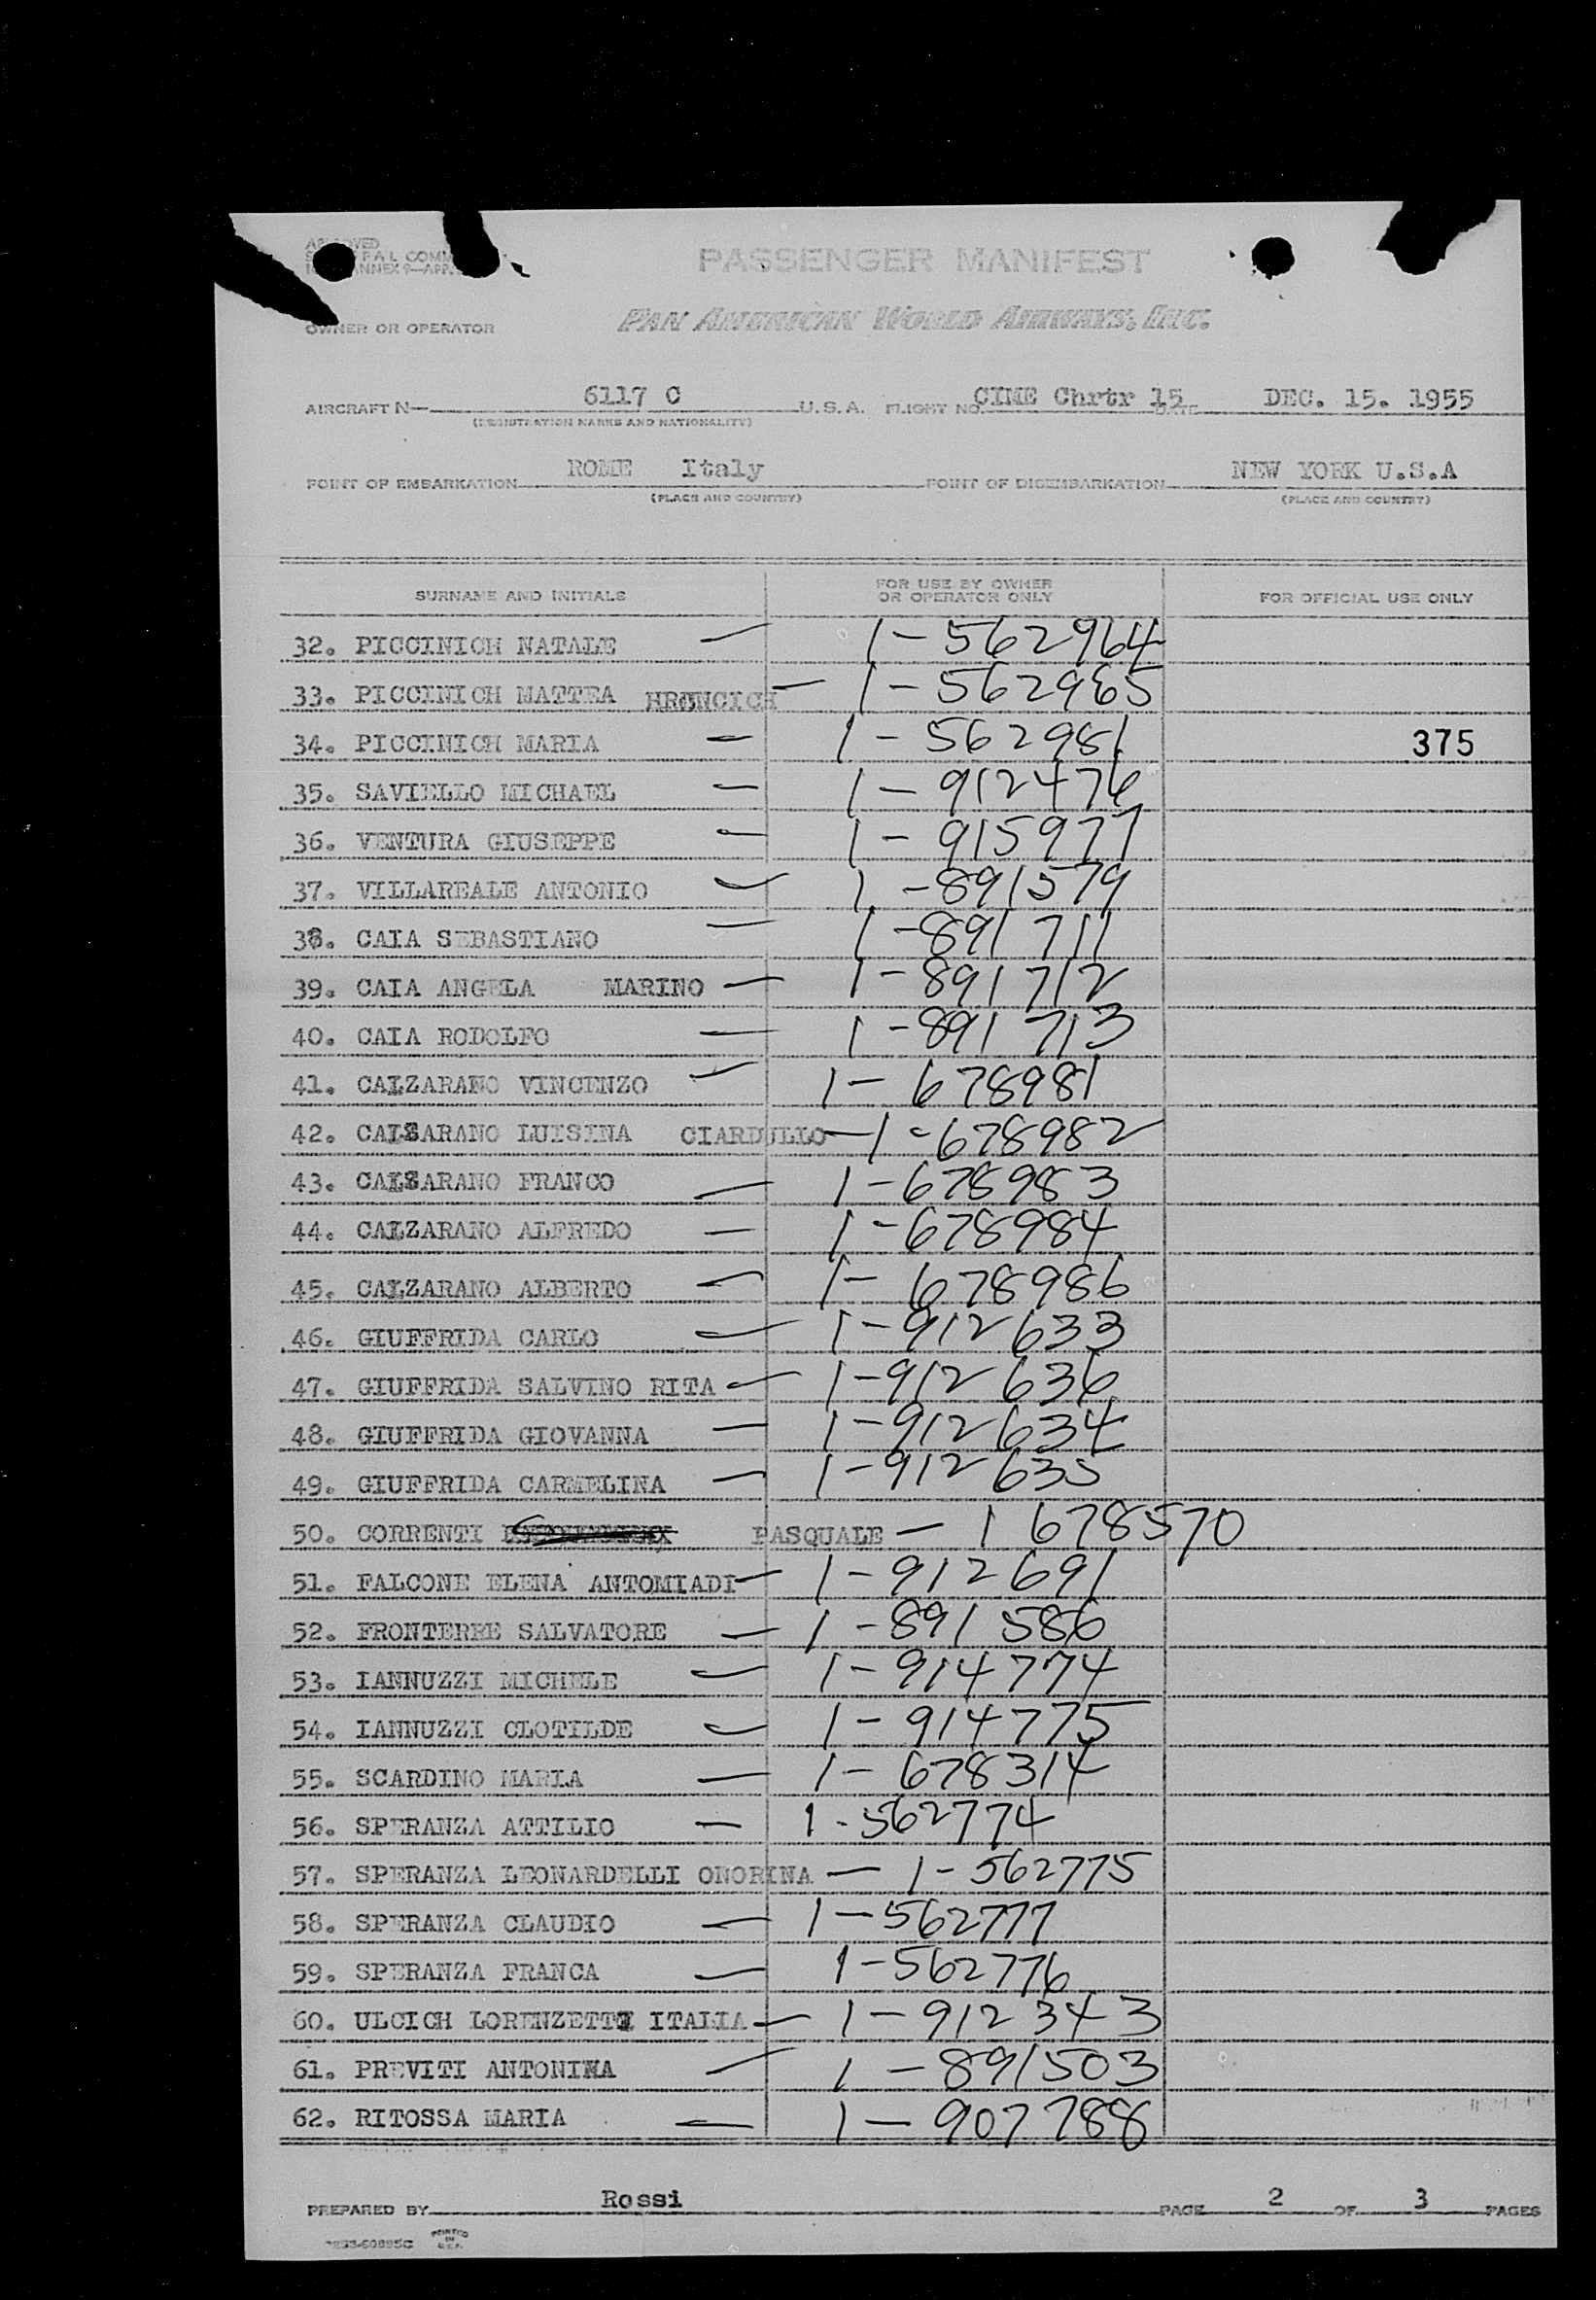 PASSENGER MANIFEST
OWNER OR OPERATOR PAN AMERICAN WORLD AIRWAYS, INC.
AIRCRAFT N— 6117 C U.S.A. FLIGHT NO. CIME Chrtr 15 DATE DEC. 15. 1955
(REGISTRATION MARKS AND NATIONALITY)
POINT OF EMBARKATION ROME Italy POINT OF DISEMBARKATION NEW YORK U.S.A
(PLACE AND COUNTRY) (PLACE AND COUNTRY)
SURNAME AND INITIALS FOR USE BY OWNER OR OPERATOR ONLY FOR OFFICIAL USE ONLY
32. PICCINICH NATALE — 1-562964
33. PICCINICH MATTEA HRONCICH — 1-562965
34. PICCINICH MARIA — 1-562981 375
35. SAVIELLO MICHAEL — 1-912476
36. VENTURA GIUSEPPE — 1-915977
37. VILLAREALE ANTONIO — 1-891579
38. CAIA SEBASTIANO — 1-891711
39. CAIA ANGELA MARINO — 1-891712
40. CAIA RODOLFO — 1-891713
41. CALZARANO VINCENZO — 1-678981
42. CALSARANO LUISINA CIARDULLO — 1-678982
43. CALSARANO FRANCO — 1-678983
44. CALZARANO ALFREDO — 1-678984
45. CALZARANO ALBERTO — 1-678986
46. GIUFFRIDA CARLO — 1-912633
47. GIUFFRIDA SALVINO RITA — 1-912636
48. GIUFFRIDA GIOVANNA — 1-912634
49. GIUFFRIDA CARMELINA — 1-912635
50. CORRENTI PASQUALE — 1 678570
51. FALCONE ELENA ANTOMIADI — 1-912691
52. FRONTERRE SALVATORE — 1-891586
53. IANNUZZI MICHELE — 1-914774
54. IANNUZZI CLOTILDE — 1-914775
55. SCARDINO MARIA — 1-678314
56. SPERANZA ATTILIO — 1-562774
57. SPERANZA LEONARDELLI ONORINA — 1-562775
58. SPERANZA CLAUDIO — 1-562777
59. SPERANZA FRANCA — 1-562776
60. ULCICH LORENZETTI ITALIA — 1-912343
61. PREVITI ANTONINA — 1-891503
62. RITOSSA MARIA — 1-907788
PREPARED BY Rossi PAGE 2 OF 3 PAGES
PRINTED IN U.S.A.